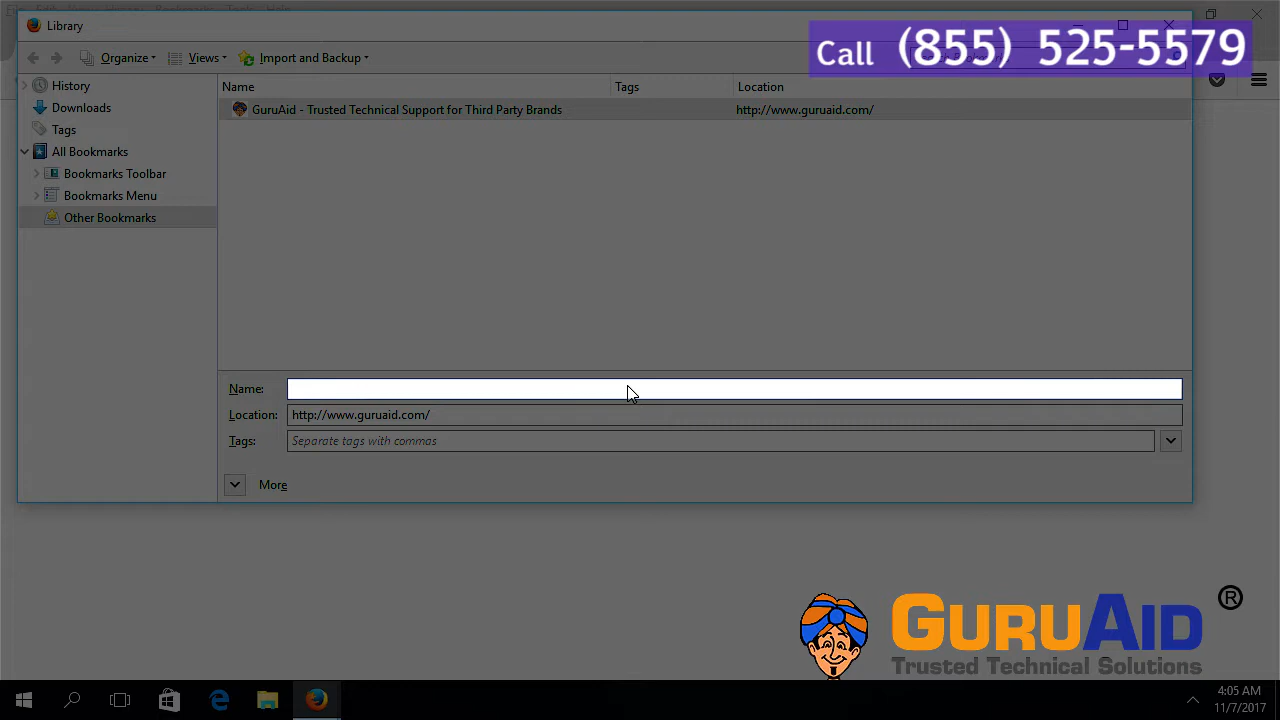 Library
Call (855) 525-5579
Organize Views Import and Backup
History
Downloads
Tags
All Bookmarks
Bookmarks Toolbar
Bookmarks Menu
Other Bookmarks
Name Tags Location
GuruAid - Trusted Technical Support for Third Party Brands http://www.guruaid.com/
Name:
Location: http://www.guruaid.com/
Tags: Separate tags with commas
More
GURUAID ®
Trusted Technical Solutions
4:05 AM
11/7/2017